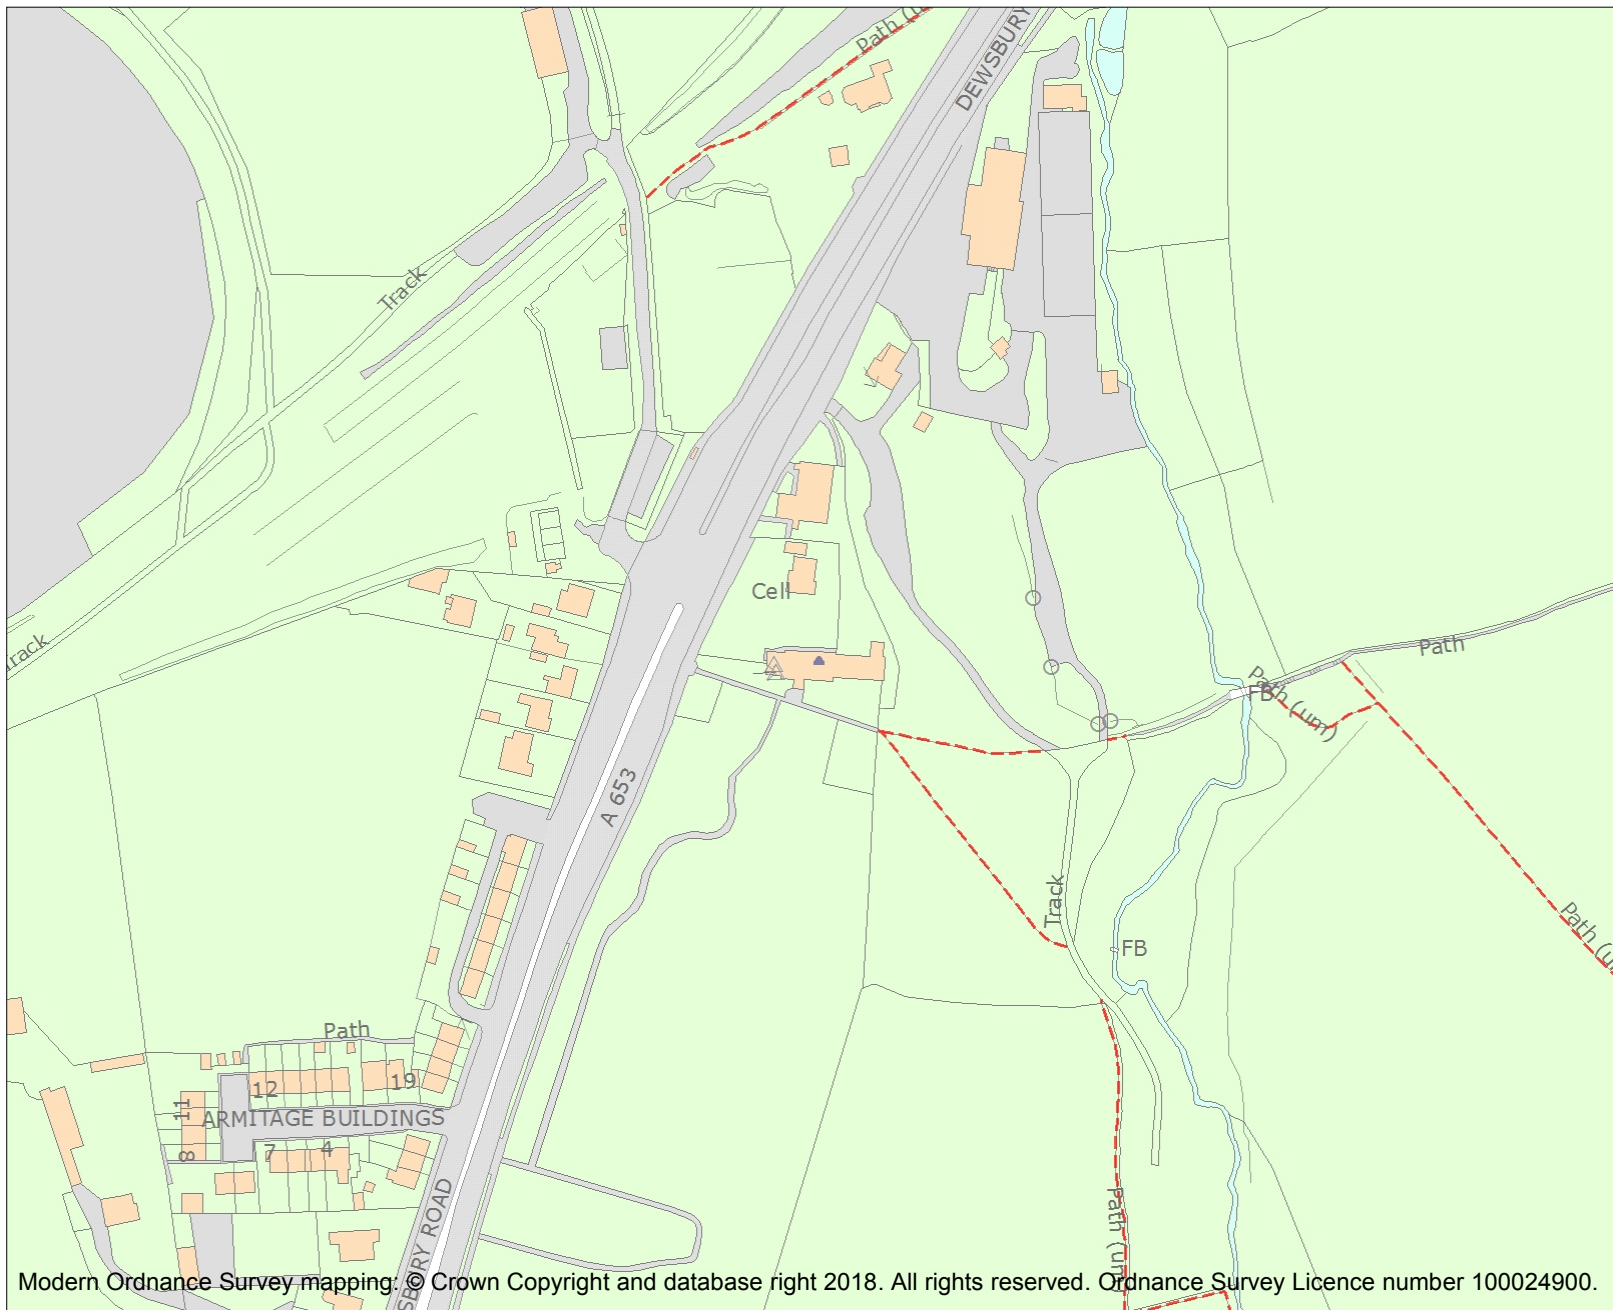 Path (u
DEWSBURY
Track
Cell
Track
Path
FB
Path (um)
A 653
Track
Path (u
FB
Path
12
19
11
ARMITAGE BUILDINGS
8
7
4
Path (um)
SBURY ROAD
Modern Ordnance Survey mapping: © Crown Copyright and database right 2018. All rights reserved. Ordnance Survey Licence number 100024900.